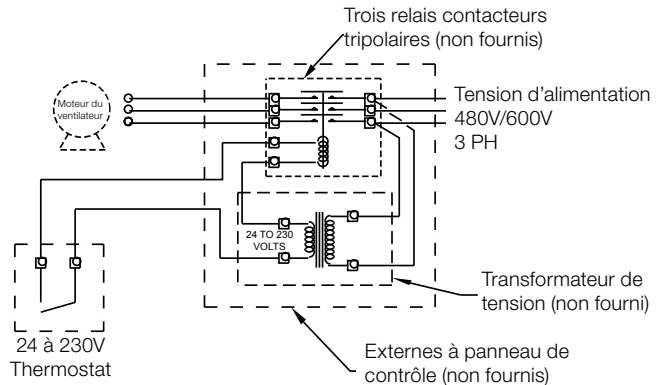 Trois relais contacteurs
tripolaires (non fournis)
Moteur du
ventilateur
Tension d'alimentation
480V/600V
3 PH
24 TO 230
VOLTS
Transformateur de
tension (non fourni)
24 à 230V
Thermostat
Externes à panneau de
contrôle (non fournis)